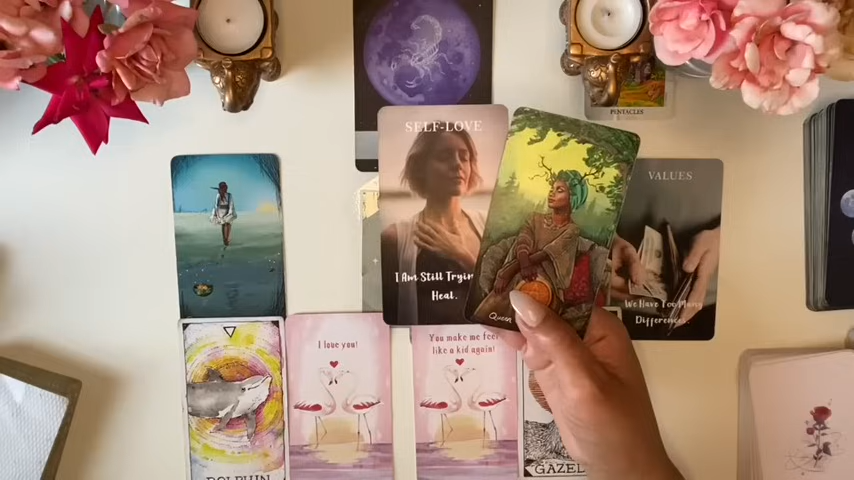 PENTACLES
SELF-LOVE
I Am Still Trying
Heal.
Queen
VALUES
We Have Too Many
Differences.
I love you!
You make me feel
like a kid again!
DOLPHIN